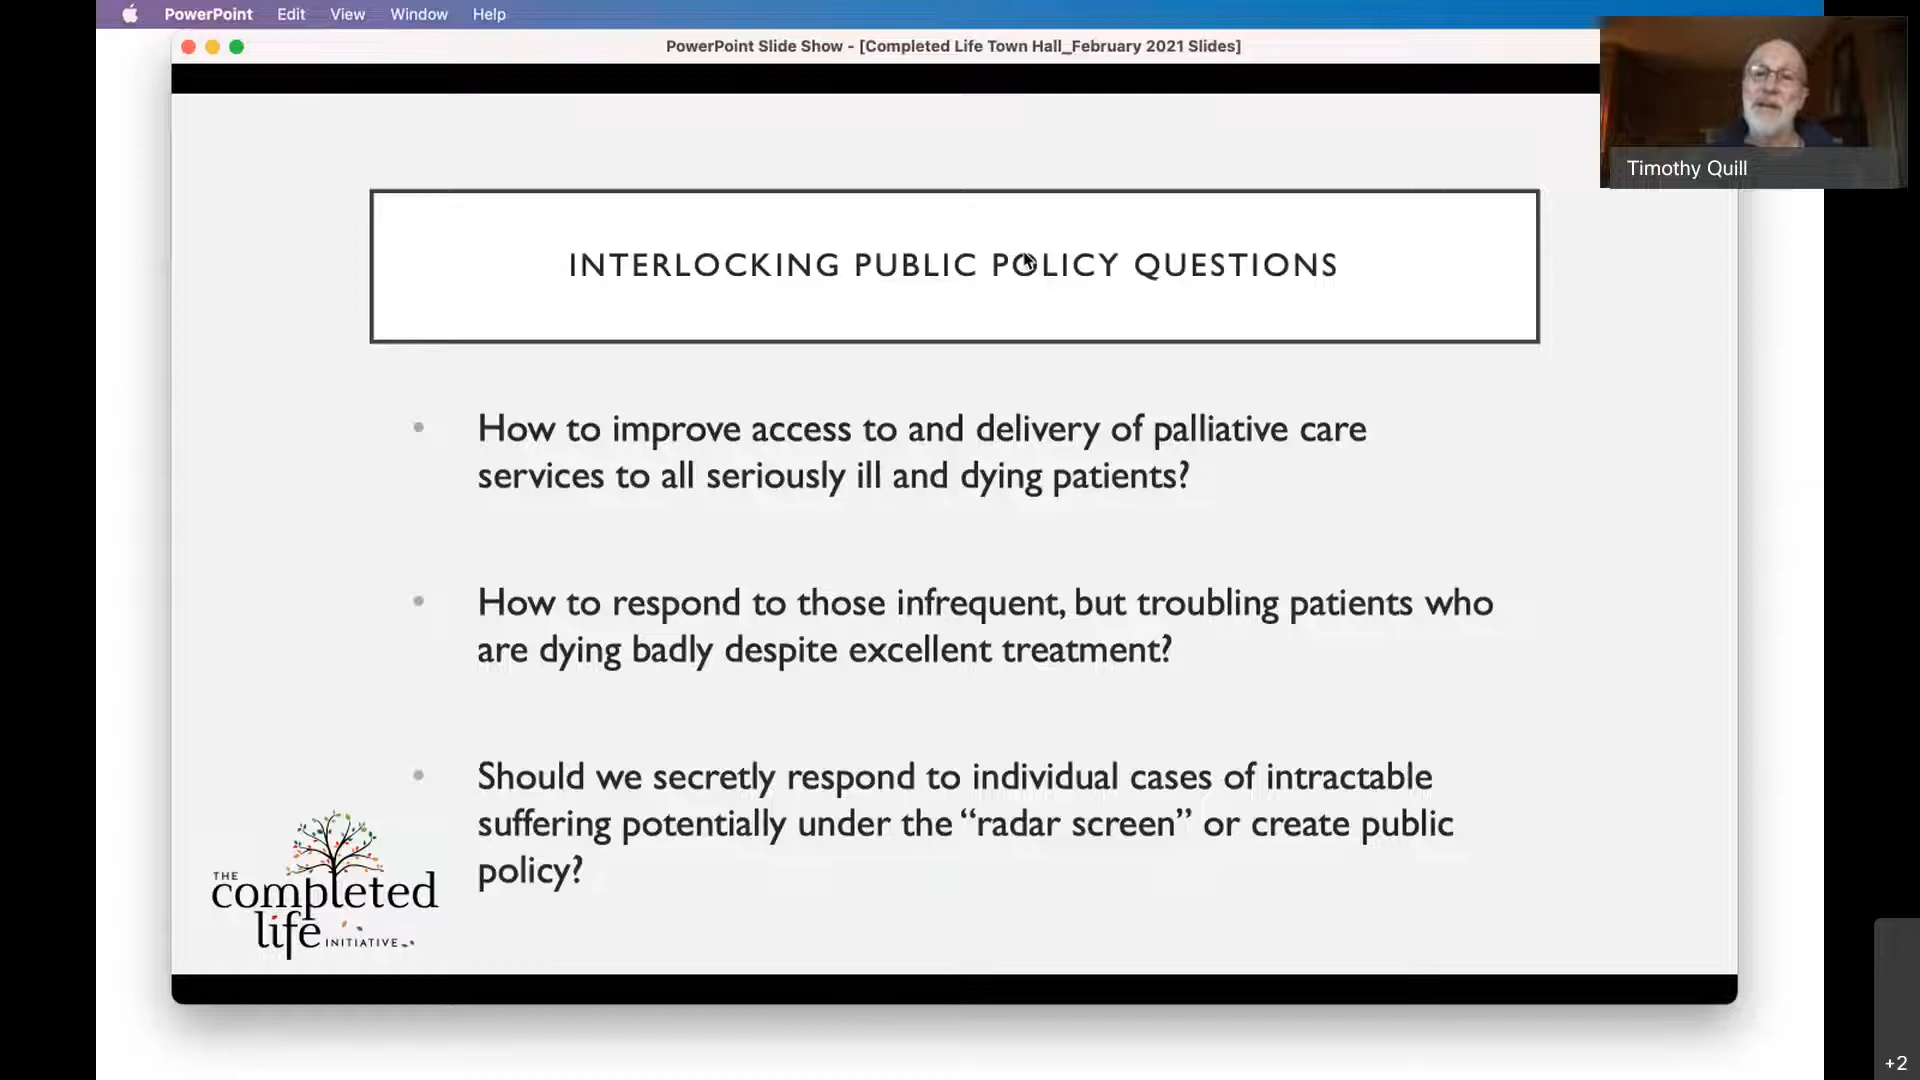 PowerPoint Edit View Window Help
PowerPoint Slide Show - [Completed Life Town Hall_February 2021 Slides]
Timothy Quill
INTERLOCKING PUBLIC POLICY QUESTIONS
• How to improve access to and delivery of palliative care
services to all seriously ill and dying patients?
• How to respond to those infrequent, but troubling patients who
are dying badly despite excellent treatment?
• Should we secretly respond to individual cases of intractable
suffering potentially under the “radar screen” or create public
policy?
THE
completed
life INITIATIVE
+2